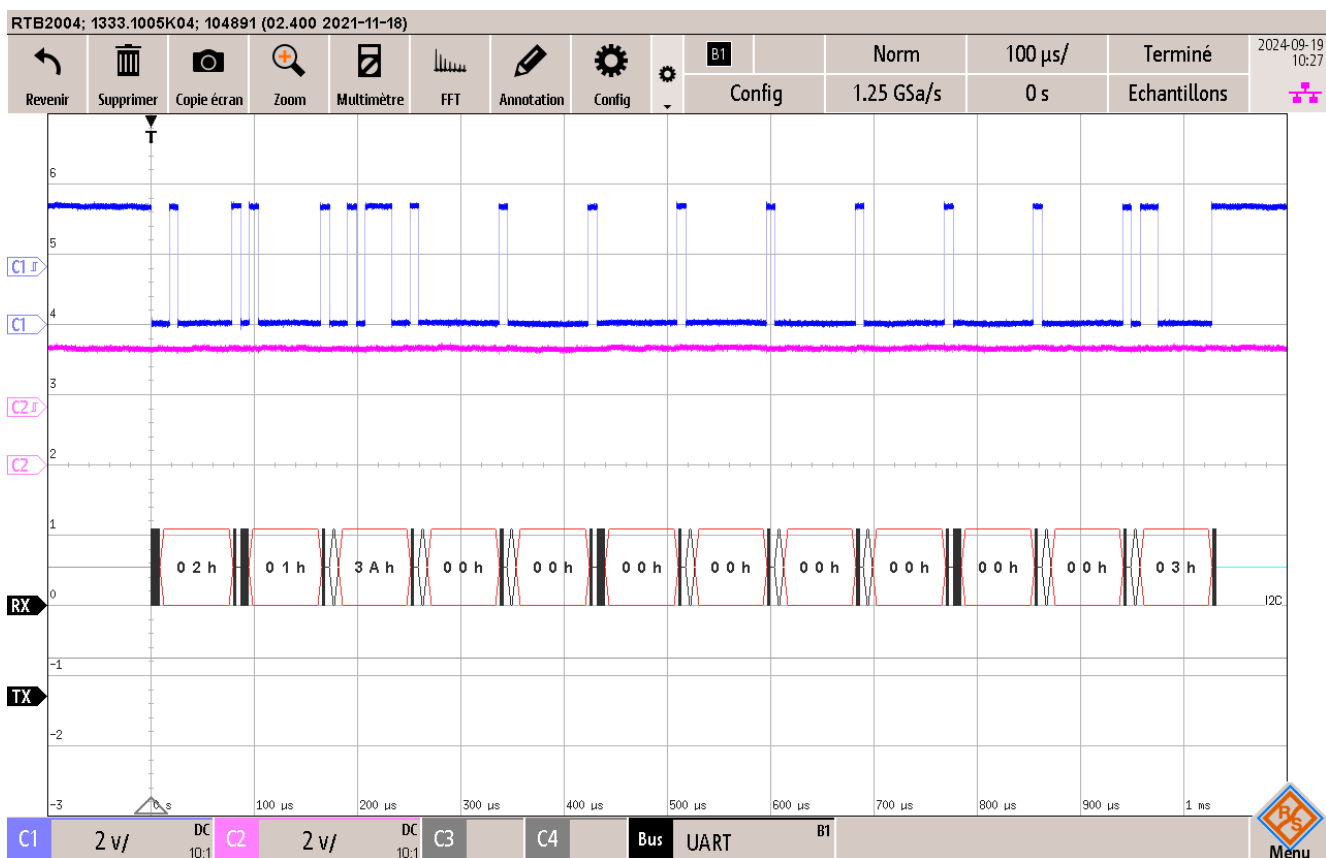 RTB2004; 1333.1005K04; 104891 (02.400 2021-11-18)
B1 Norm 100 µs/ Terminé 2024-09-19
10:27
Revenir Supprimer Copie écran Zoom Multimètre FFT Annotation Config
Config 1.25 GSa/s 0 s Echantillons
T
6
5
C1
4
C1
3
C2
2
C2
1
02h 01h 3Ah 00h 00h 00h 00h 00h 00h 00h 00h 03h
0
RX
I2C
-1
TX
-2
-3 0 s 100 µs 200 µs 300 µs 400 µs 500 µs 600 µs 700 µs 800 µs 900 µs 1 ms
C1 2 V/ DC 10:1 C2 2 V/ DC 10:1 C3 C4 Bus UART B1
R&S
Menu